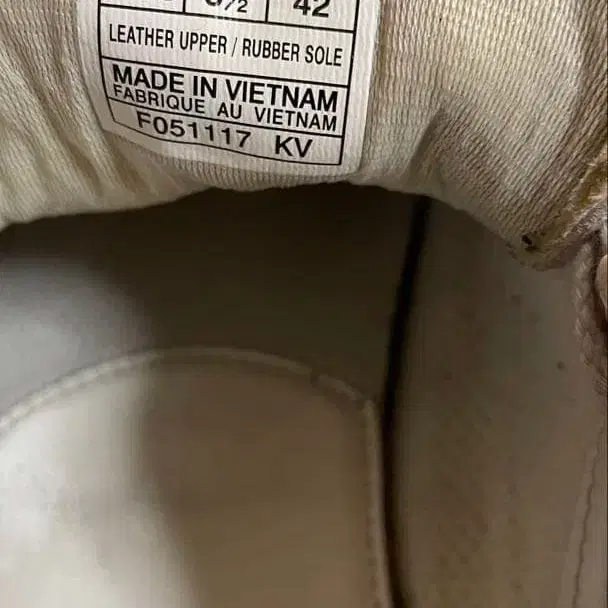 42
LEATHER UPPER / RUBBER SOLE
MADE IN VIETNAM
FABRIQUE AU VIETNAM
F051117 KV